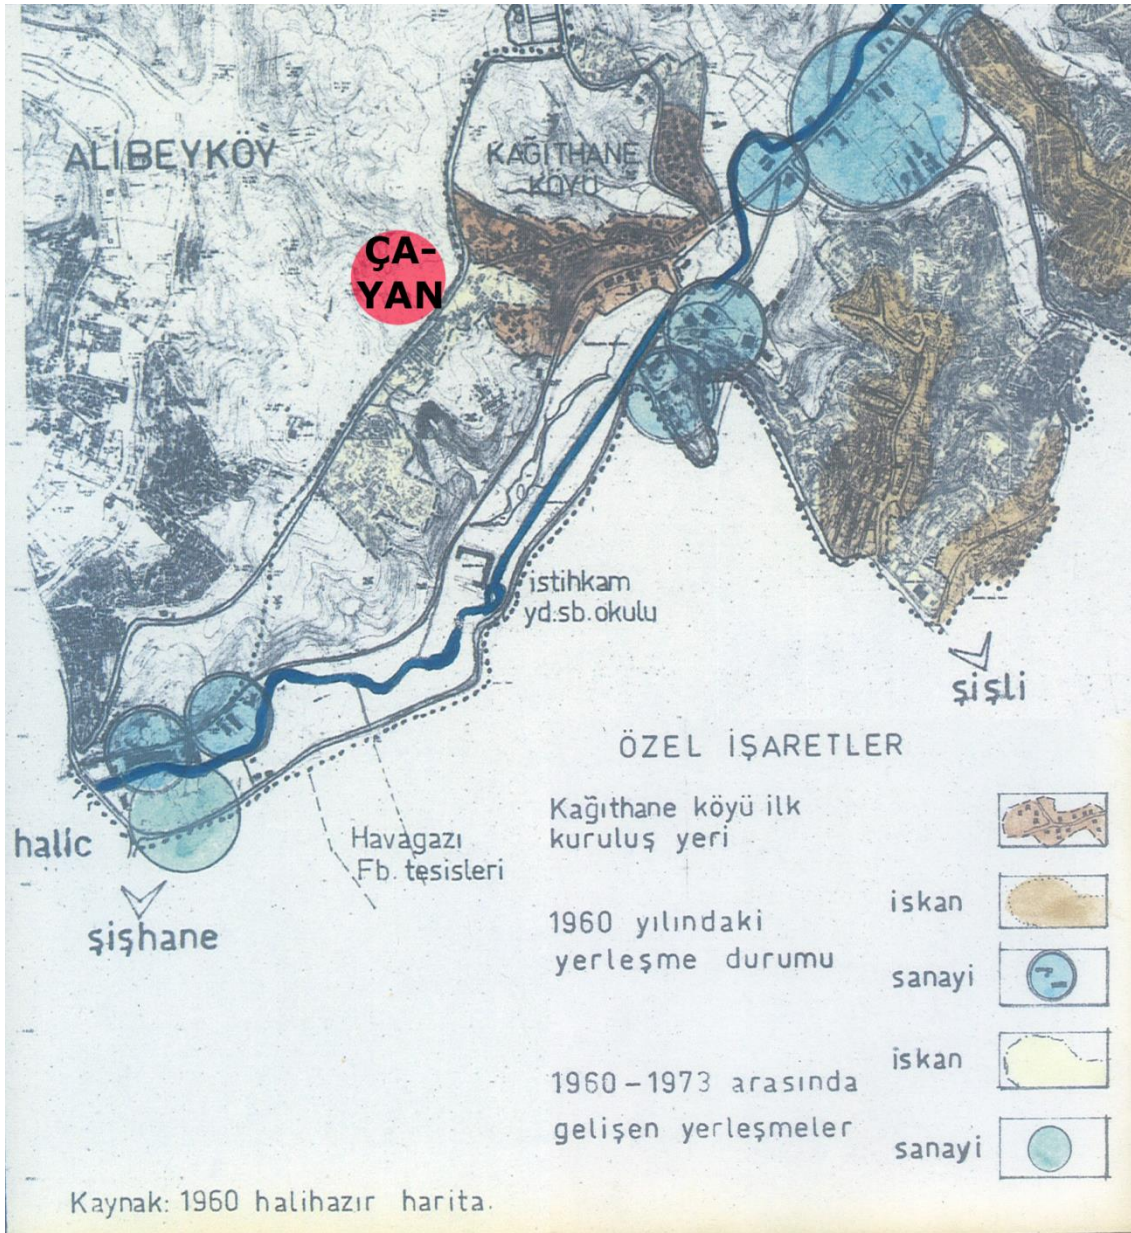 ALİBEYKÖY
KAĞITHANE
KÖYÜ
ÇA-
YAN
istihkam
yd.sb.okulu
şişli
halic
şişhane
Havagazı
Fb. tesisleri
ÖZEL İŞARETLER
Kağıthane köyü ilk
kuruluş yeri
1960 yılındaki
yerleşme durumu
iskan
sanayi
1960-1973 arasında
gelişen yerleşmeler
iskan
sanayi
Kaynak: 1960 halihazır harita.